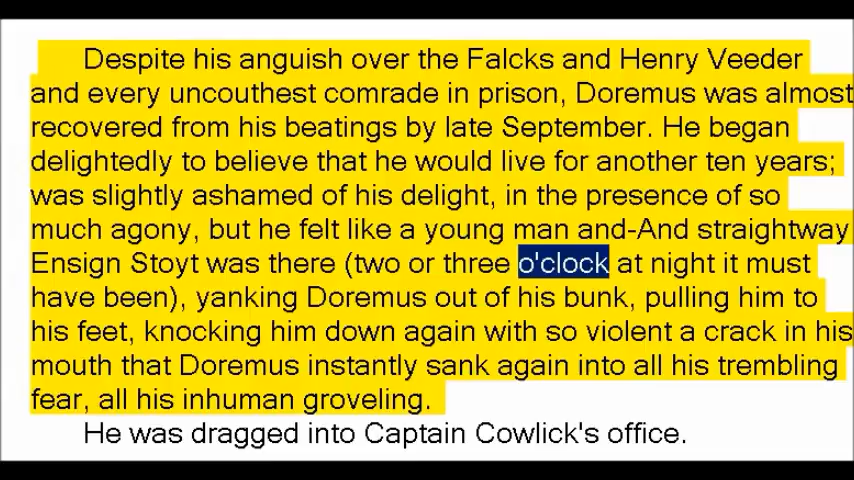 Despite his anguish over the Falcks and Henry Veeder
and every uncouthest comrade in prison, Doremus was almost
recovered from his beatings by late September. He began
delightedly to believe that he would live for another ten years;
was slightly ashamed of his delight, in the presence of so
much agony, but he felt like a young man and-And straightway
Ensign Stoyt was there (two or three o'clock at night it must
have been), yanking Doremus out of his bunk, pulling him to
his feet, knocking him down again with so violent a crack in his
mouth that Doremus instantly sank again into all his trembling
fear, all his inhuman groveling.
He was dragged into Captain Cowlick's office.